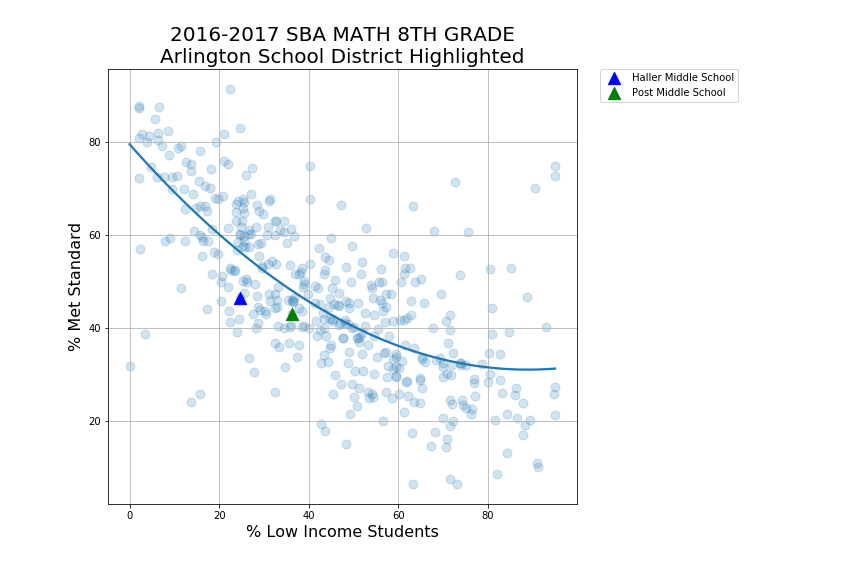 2016-2017 SBA MATH 8TH GRADE
Arlington School District Highlighted
Haller Middle School
Post Middle School
% Met Standard
80
60
40
20
0 20 40 60 80
% Low Income Students